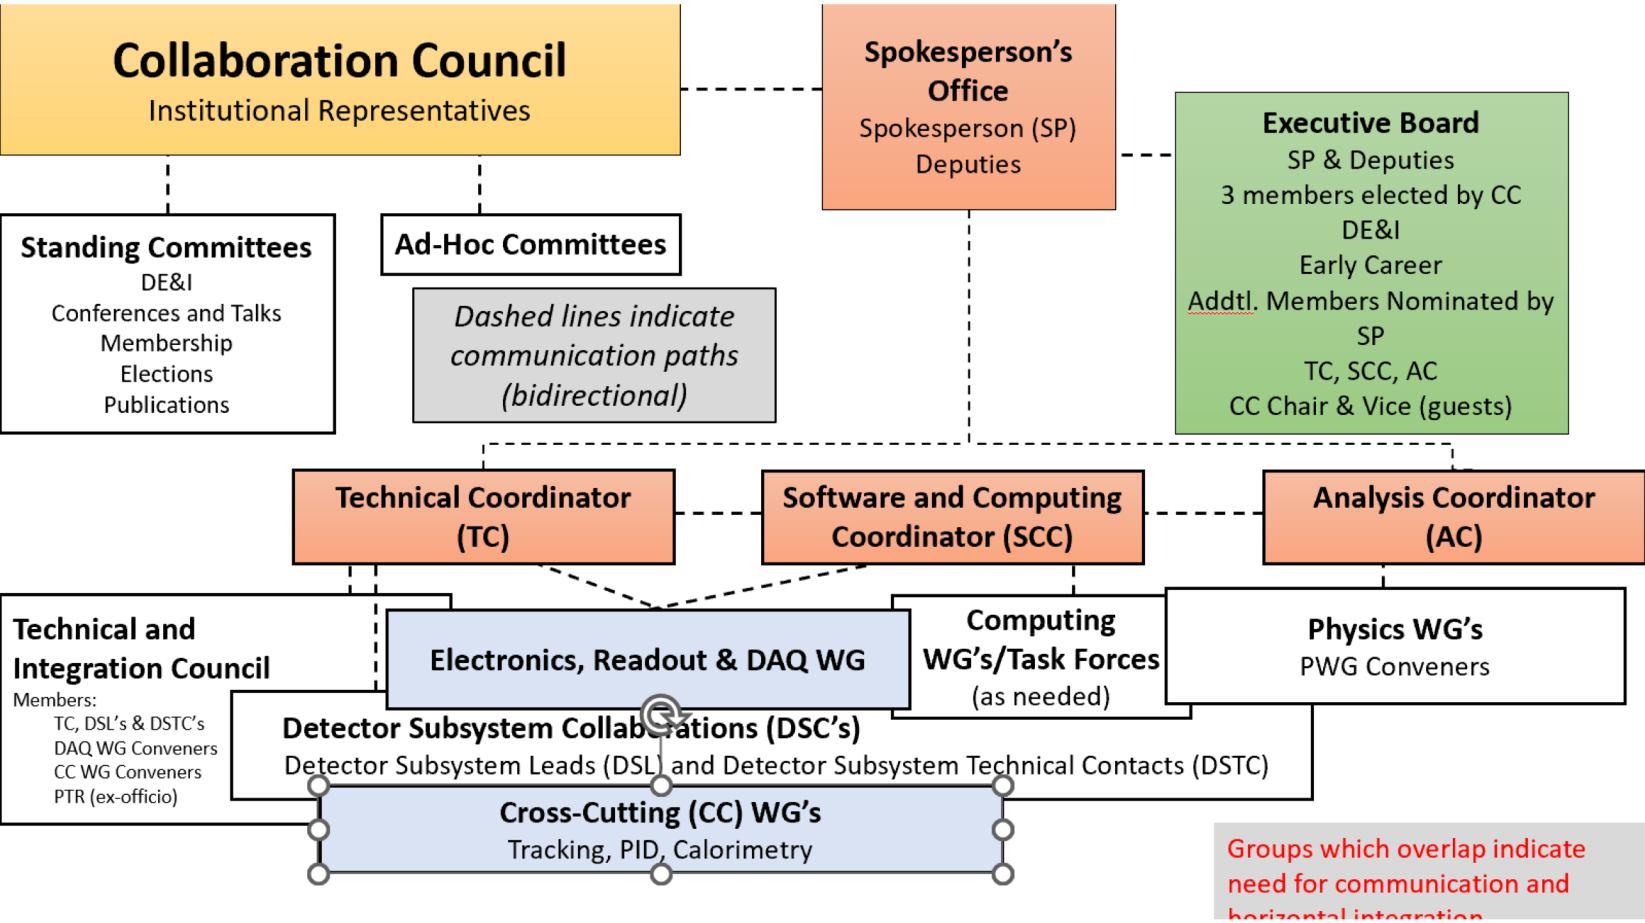 Collaboration Council
Institutional Representatives
Spokesperson's
Office
Spokesperson (SP)
Deputies
Executive Board
SP & Deputies
3 members elected by CC
DE&I
Early Career
Addtl. Members Nominated by
SP
TC, SCC, AC
CC Chair & Vice (guests)
Standing Committees
DE&I
Conferences and Talks
Membership
Elections
Publications
Ad-Hoc Committees
Dashed lines indicate
communication paths
(bidirectional)
Technical Coordinator
(TC)
Software and Computing
Coordinator (SCC)
Analysis Coordinator
(AC)
Technical and
Integration Council
Members:
TC, DSL's & DSTC's
DAQ WG Conveners
CC WG Conveners
PTR (ex-officio)
Electronics, Readout & DAQ WG
Computing
WG's/Task Forces
(as needed)
Physics WG's
PWG Conveners
Detector Subsystem Collaborations (DSC's)
Detector Subsystem Leads (DSL) and Detector Subsystem Technical Contacts (DSTC)
Cross-Cutting (CC) WG's
Tracking, PID, Calorimetry
Groups which overlap indicate
need for communication and
horizontal integration